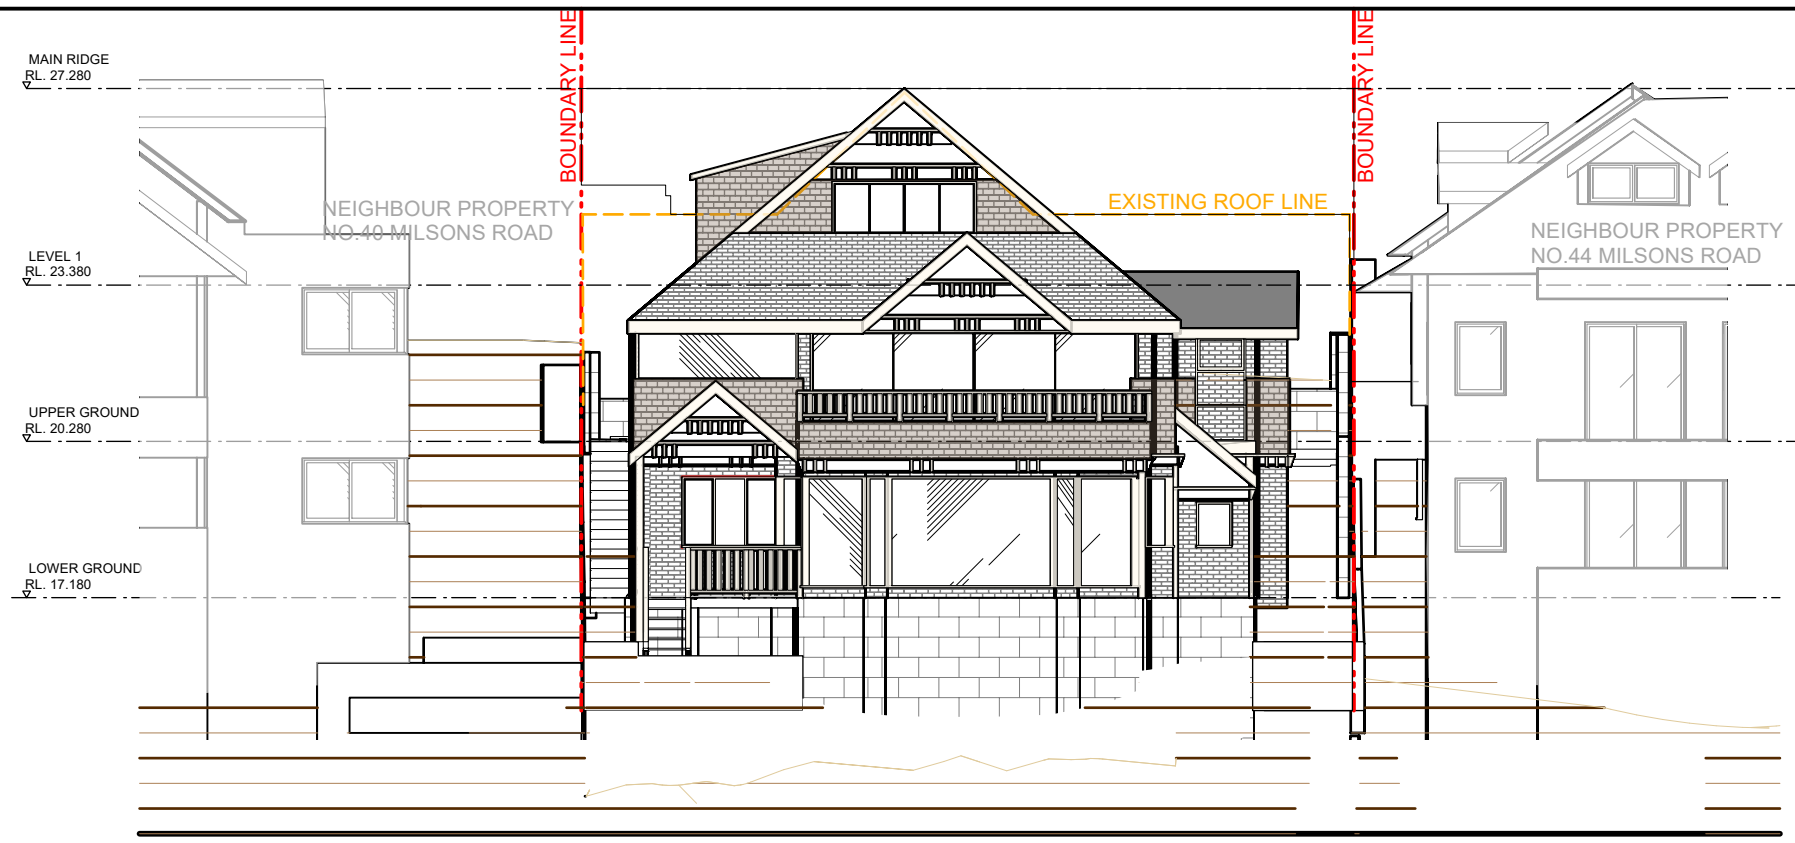 MAIN RIDGE
RL. 27.280
BOUNDARY LINE
BOUNDARY LINE
EXISTING ROOF LINE
NEIGHBOUR PROPERTY
NO.40 MILSONS ROAD
NEIGHBOUR PROPERTY
NO.44 MILSONS ROAD
LEVEL 1
RL. 23.380
UPPER GROUND
RL. 20.280
LOWER GROUND
RL. 17.180